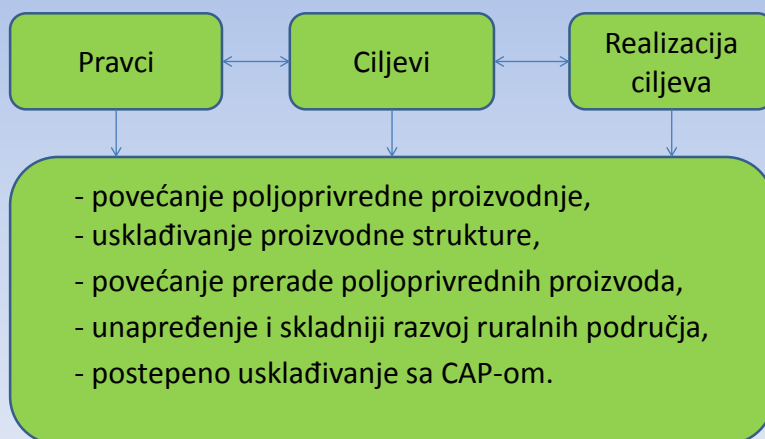 Pravci
Ciljevi
Realizacija
ciljeva
- povećanje poljoprivredne proizvodnje,
- usklađivanje proizvodne strukture,
- povećanje prerade poljoprivrednih proizvoda,
- unapređenje i skladniji razvoj ruralnih područja,
- postepeno usklađivanje sa CAP-om.